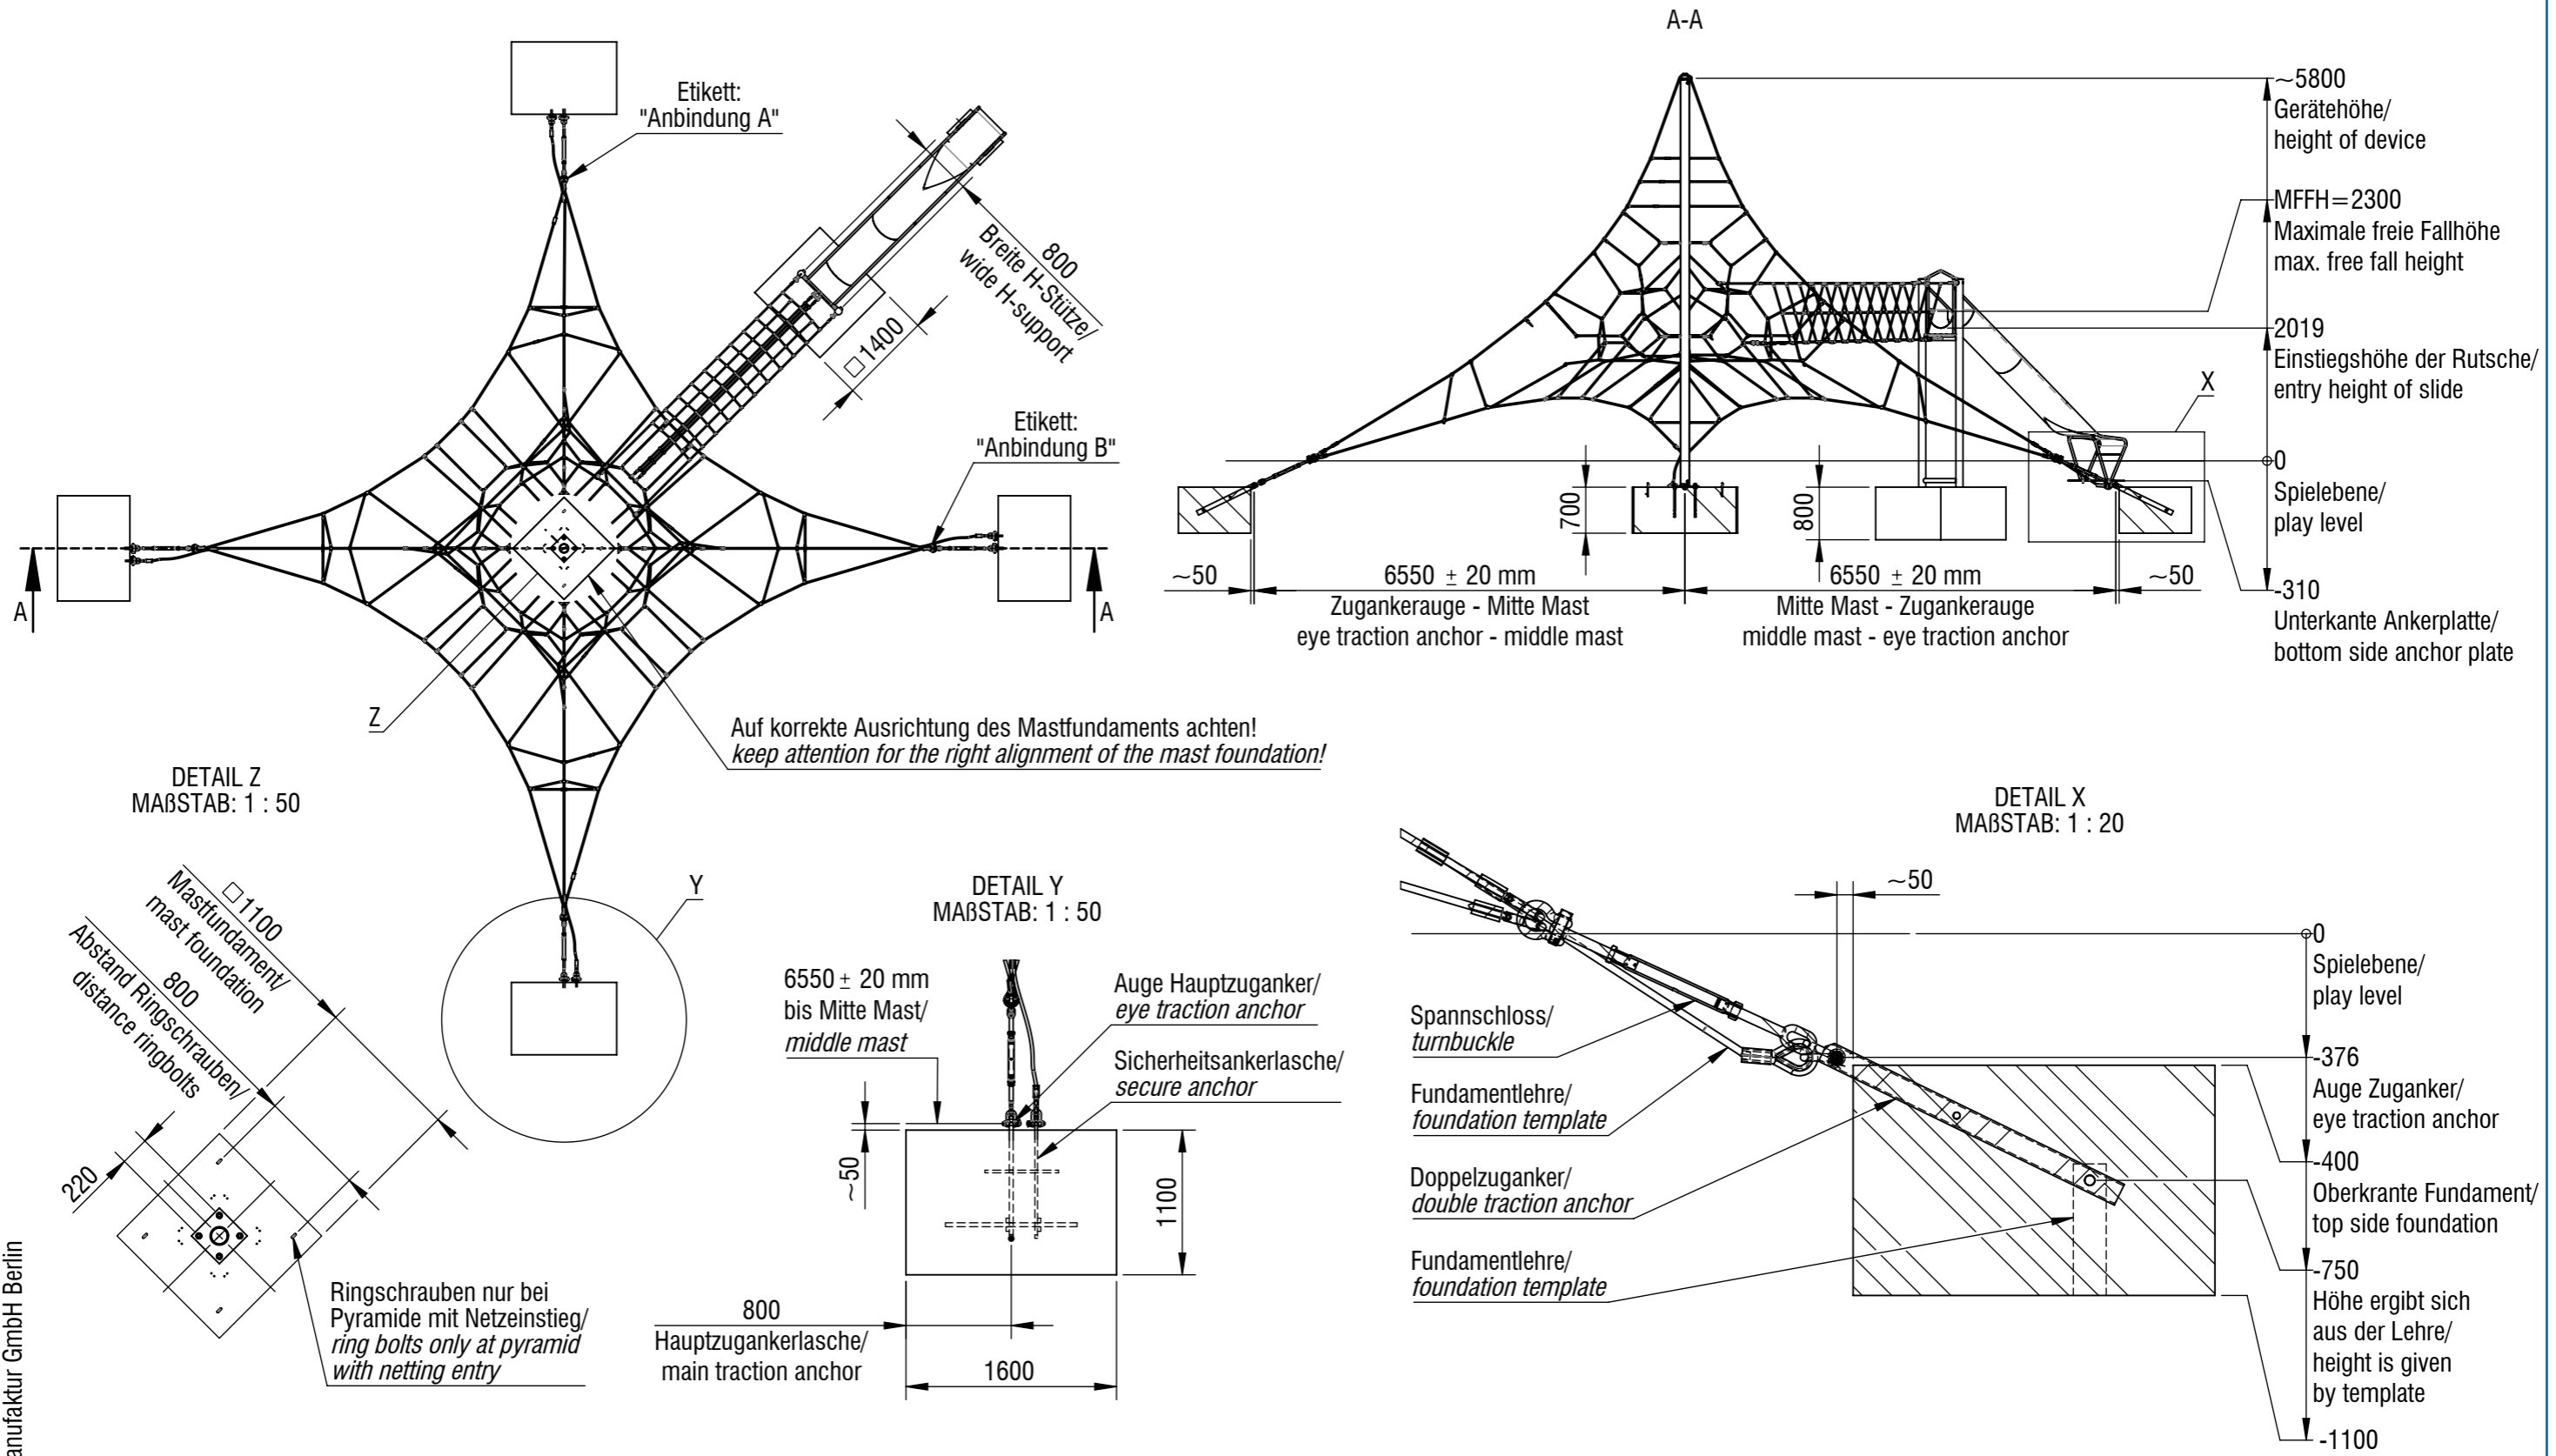 A-A
Etikett:
"Anbindung A"
800
Breite H-Stütze/
wide H-support
□ 1400
Etikett:
"Anbindung B"
A
A
Z
Auf korrekte Ausrichtung des Mastfundaments achten!
keep attention for the right alignment of the mast foundation!
~5800
Gerätehöhe/
height of device
MFFH=2300
Maximale freie Fallhöhe
max. free fall height
2019
Einstiegshöhe der Rutsche/
entry height of slide
X
0
Spielebene/
play level
-310
Unterkante Ankerplatte/
bottom side anchor plate
700
800
~50
6550 ± 20 mm
Zugankerauge - Mitte Mast
eye traction anchor - middle mast
6550 ± 20 mm
Mitte Mast - Zugankerauge
middle mast - eye traction anchor
~50
DETAIL Z
MAßSTAB: 1 : 50
□1100
Mastfundament/
mast foundation
800
Abstand Ringschrauben/
distance ringbolts
220
Ringschrauben nur bei
Pyramide mit Netzeinstieg/
ring bolts only at pyramid
with netting entry
Y
DETAIL Y
MAßSTAB: 1 : 50
6550 ± 20 mm
bis Mitte Mast/
middle mast
Auge Hauptzuganker/
eye traction anchor
Sicherheitsankerlasche/
secure anchor
~50
1100
800
Hauptzugankerlasche/
main traction anchor
1600
DETAIL X
MAßSTAB: 1 : 20
~50
Spannschloss/
turnbuckle
Fundamentlehre/
foundation template
Doppelzuganker/
double traction anchor
Fundamentlehre/
foundation template
0
Spielebene/
play level
-376
Auge Zuganker/
eye traction anchor
-400
Oberkrante Fundament/
top side foundation
-750
Höhe ergibt sich
aus der Lehre/
height is given
by template
-1100
anufaktur GmbH Berlin